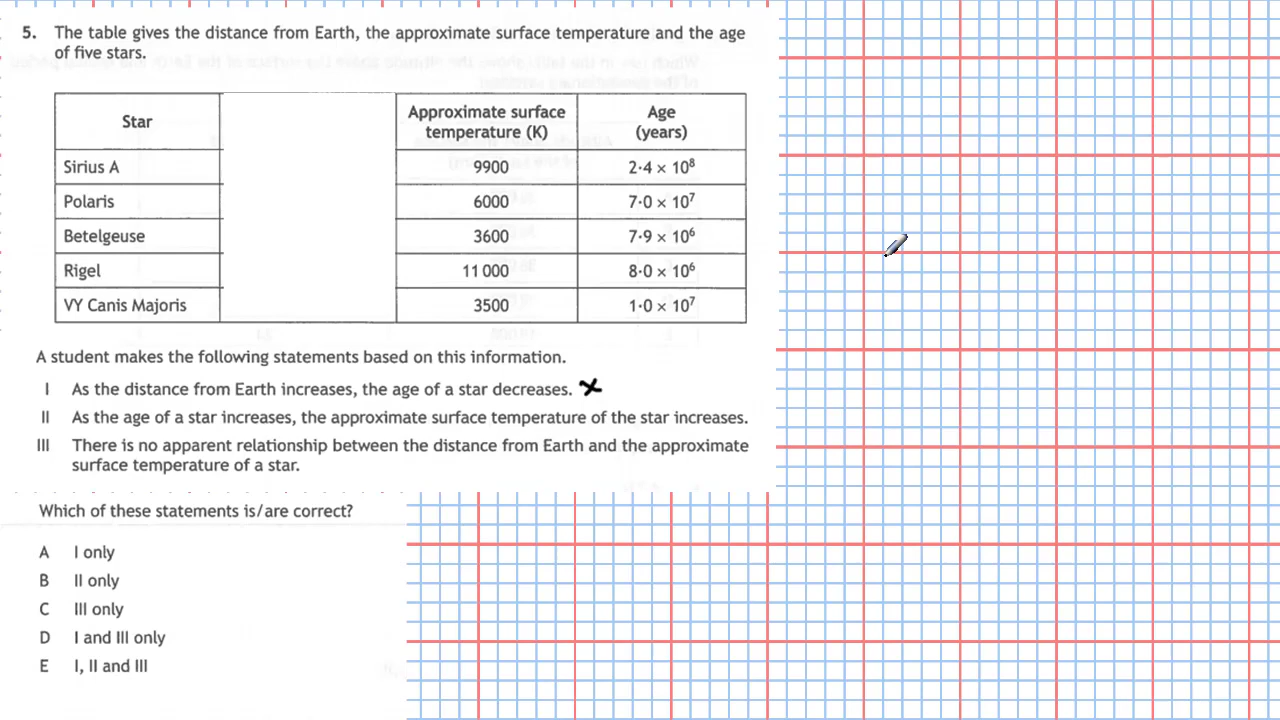 5. The table gives the distance from Earth, the approximate surface temperature and the age
of five stars.
Star
Approximate surface
temperature (K)
Age
(years)
Sirius A 9900 2·4 × 10⁸
Polaris 6000 7·0 × 10⁷
Betelgeuse 3600 7·9 × 10⁶
Rigel 11 000 8·0 × 10⁶
VY Canis Majoris 3500 1·0 × 10⁷
A student makes the following statements based on this information.
I As the distance from Earth increases, the age of a star decreases. ✗
II As the age of a star increases, the approximate surface temperature of the star increases.
III There is no apparent relationship between the distance from Earth and the approximate
surface temperature of a star.
Which of these statements is/are correct?
A I only
B II only
C III only
D I and III only
E I, II and III